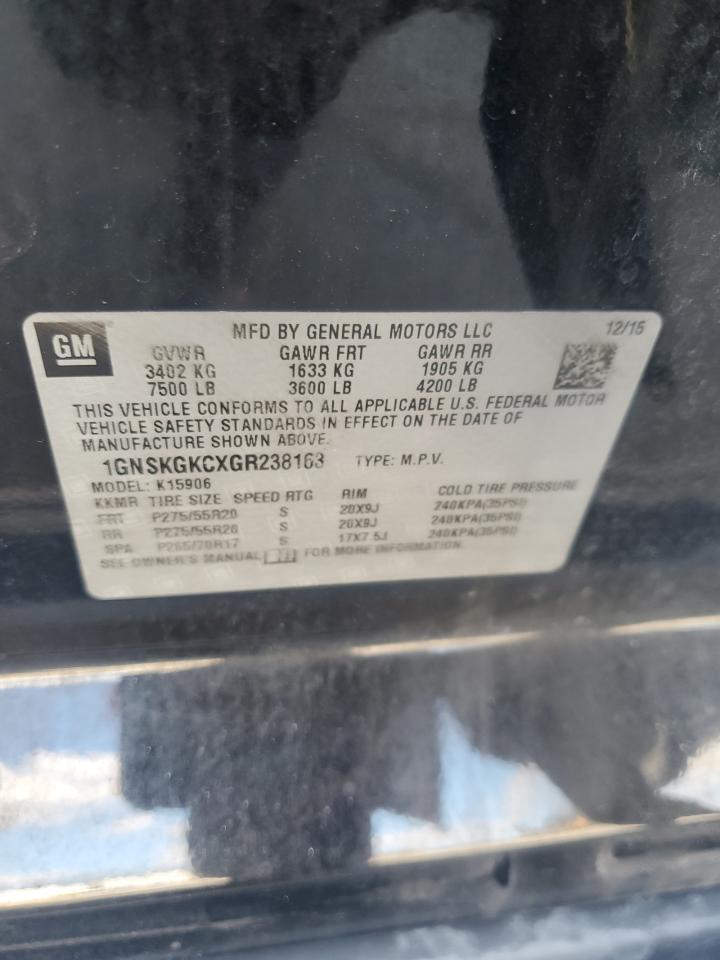 GM
MFD BY GENERAL MOTORS LLC 12/15
GVWR GAWR FRT GAWR RR
3402 KG 1633 KG 1905 KG
7500 LB 3600 LB 4200 LB
THIS VEHICLE CONFORMS TO ALL APPLICABLE U.S. FEDERAL MOTOR
VEHICLE SAFETY STANDARDS IN EFFECT ON THE DATE OF
MANUFACTURE SHOWN ABOVE.
1GNSKGKCXGR238163 TYPE: M.P.V.
MODEL: K15906
KKMR TIRE SIZE SPEED RTG RIM COLD TIRE PRESSURE
FRT P275/55R20 S 20X9J 240KPA(35PSI)
RR P275/55R20 S 20X9J 240KPA(35PSI)
SPA P265/70R17 S 17X7.5J 240KPA(35PSI)
SEE OWNER'S MANUAL FOR MORE INFORMATION.